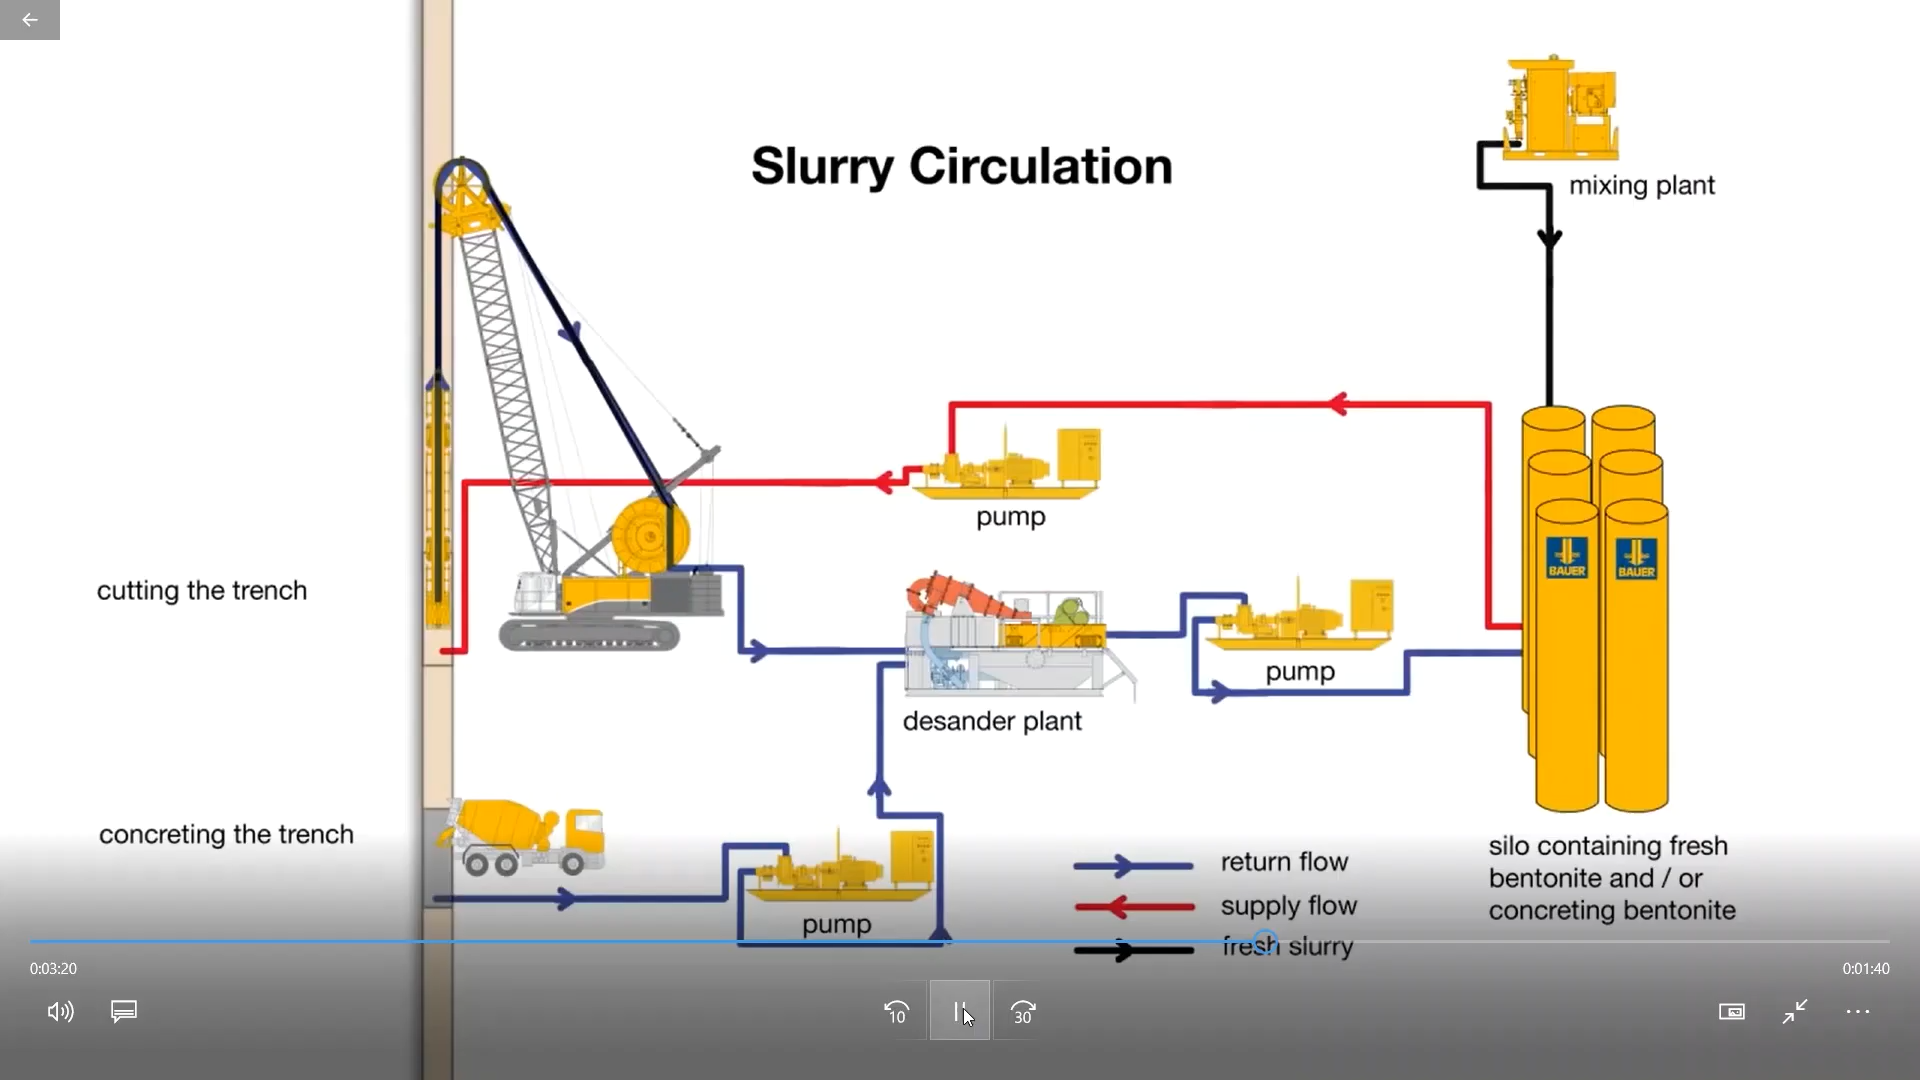 Slurry Circulation
mixing plant
pump
cutting the trench
BAUER
BAUER
pump
desander plant
concreting the trench
silo containing fresh
bentonite and / or
concreting bentonite
return flow
supply flow
pump
fresh slurry
0:03:20
0:01:40
10
30